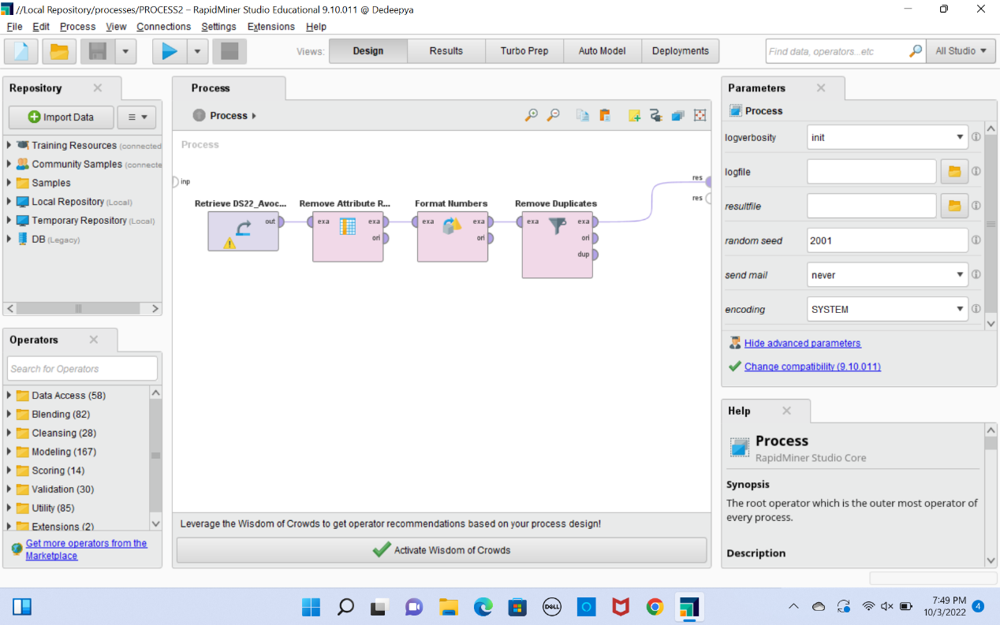 //Local Repository/processes/PROCESS2 – RapidMiner Studio Educational 9.10.011 @ Dedeepya
File Edit Process View Connections Settings Extensions Help
Views: Design Results Turbo Prep Auto Model Deployments Find data, operators...etc All Studio
Repository
Import Data
Training Resources (connected
Community Samples (connecte
Samples
Local Repository (Local)
Temporary Repository (Local)
DB (Legacy)
Operators
Search for Operators
Data Access (58)
Blending (82)
Cleansing (28)
Modeling (167)
Scoring (14)
Validation (30)
Utility (85)
Extensions (2)
Get more operators from the
Marketplace
Process
Process
Process
inp
res
res
Retrieve DS22_Avoc...
out
Remove Attribute R...
exa exa
ori
Format Numbers
exa exa
ori
Remove Duplicates
exa exa
ori
dup
Leverage the Wisdom of Crowds to get operator recommendations based on your process design!
Activate Wisdom of Crowds
Parameters
Process
logverbosity init
logfile
resultfile
random seed 2001
send mail never
encoding SYSTEM
Hide advanced parameters
Change compatibility (9.10.011)
Help
Process
RapidMiner Studio Core
Synopsis
The root operator which is the outer most operator of
every process.
Description
DELL
7:49 PM
10/3/2022
4